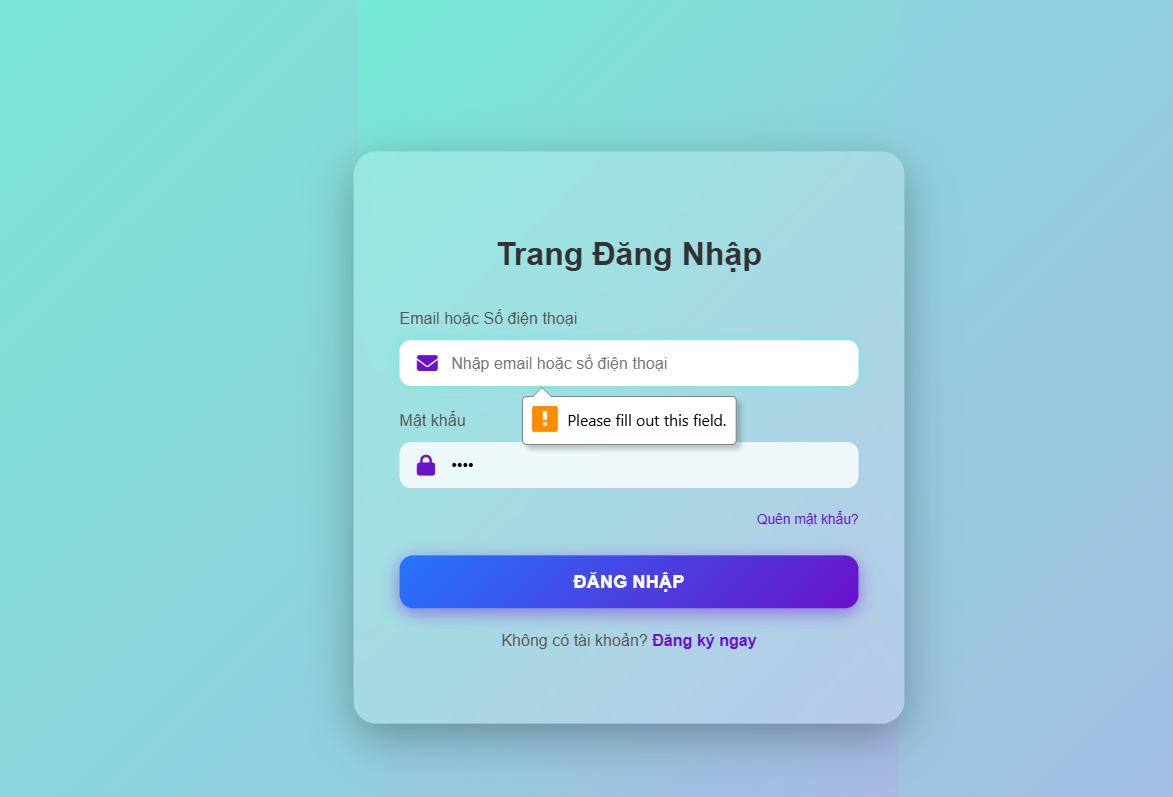 Trang Đăng Nhập
Email hoặc Số điện thoại
Nhập email hoặc số điện thoại
Please fill out this field.
Mật khẩu
••••
Quên mật khẩu?
ĐĂNG NHẬP
Không có tài khoản? Đăng ký ngay